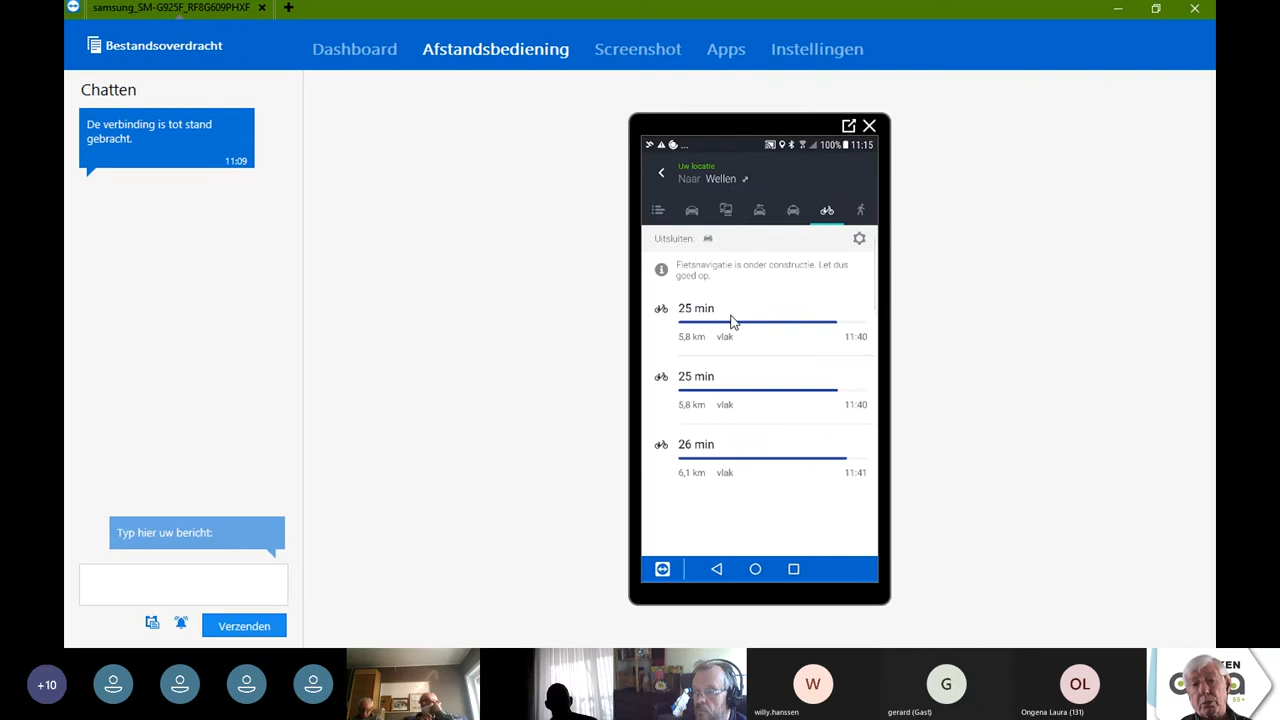 samsung_SM-G925F_RF8G609PHXF
Bestandsoverdracht
Dashboard
Afstandsbediening
Screenshot
Apps
Instellingen
Chatten
De verbinding is tot stand
gebracht.
11:09
... 100% 11:15
Uw locatie
Naar Wellen
Uitsluiten:
Fietsnavigatie is onder constructie. Let dus
goed op.
25 min
5,8 km vlak 11:40
25 min
5,8 km vlak 11:40
26 min
6,1 km vlak 11:41
Typ hier uw bericht:
Verzenden
+10
W
willy.hanssen
G
gerard (Gast)
OL
Ongena Laura (131)
KEN
55+